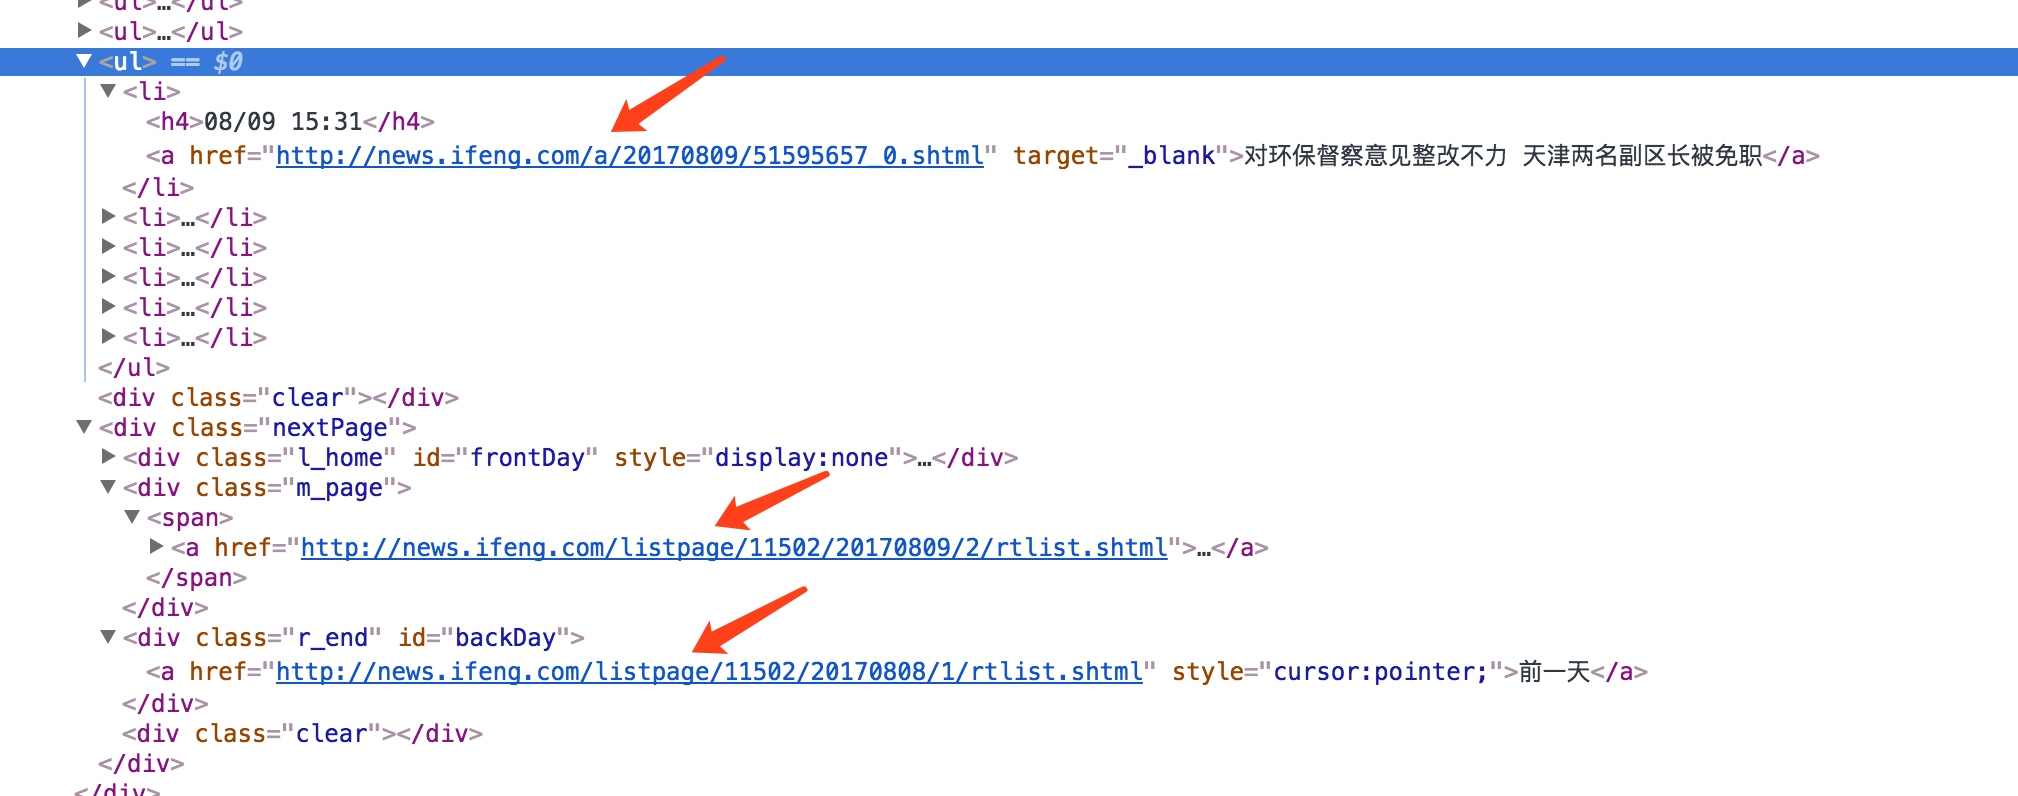 <ul>…</ul>
<ul>…</ul>
<ul> == $0
<li>
<h4>08/09 15:31</h4>
<a href="http://news.ifeng.com/a/20170809/51595657_0.shtml" target="_blank">对环保督察意见整改不力 天津两名副区长被免职</a>
</li>
<li>…</li>
<li>…</li>
<li>…</li>
<li>…</li>
<li>…</li>
</ul>
<div class="clear"></div>
<div class="nextPage">
<div class="l_home" id="frontDay" style="display:none">…</div>
<div class="m_page">
<span>
<a href="http://news.ifeng.com/listpage/11502/20170809/2/rtlist.shtml">…</a>
</span>
</div>
<div class="r_end" id="backDay">
<a href="http://news.ifeng.com/listpage/11502/20170808/1/rtlist.shtml" style="cursor:pointer;">前一天</a>
</div>
<div class="clear"></div>
</div>
</div>